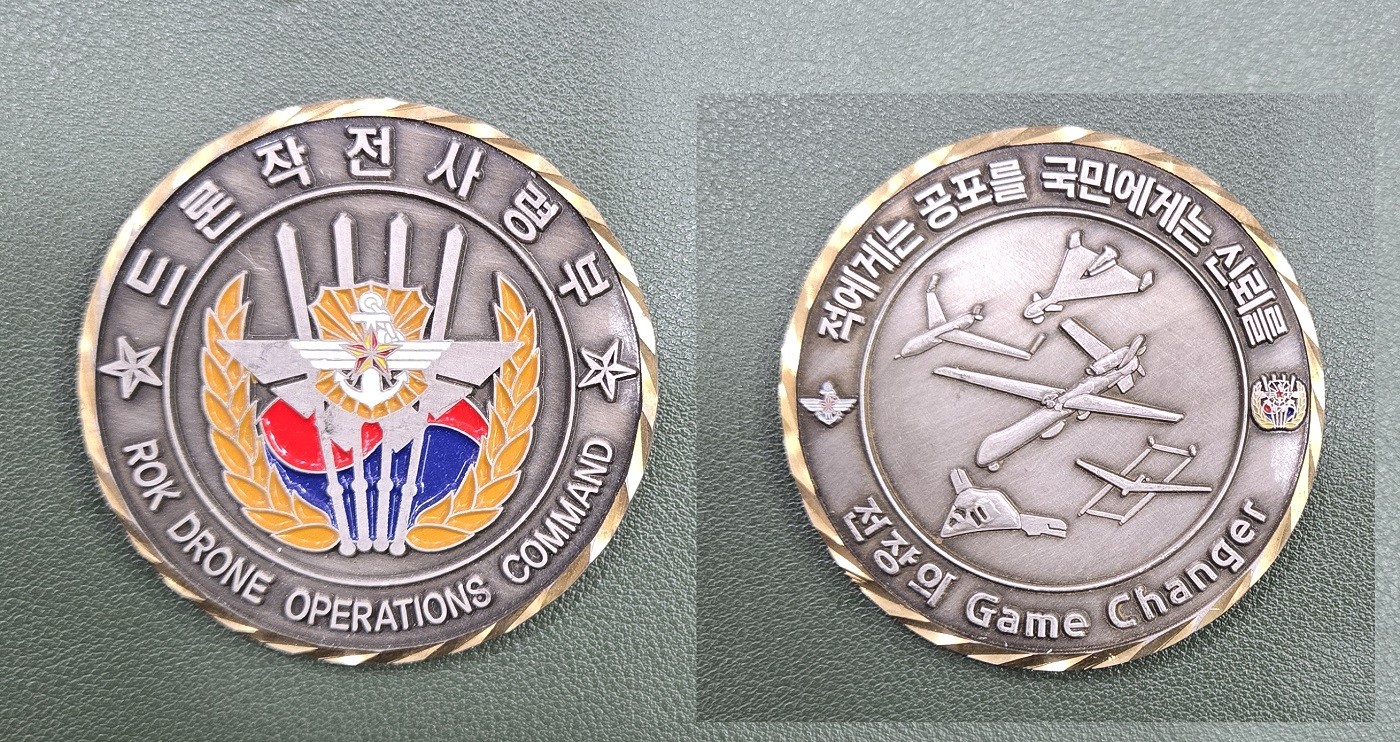 드론작전사령부
ROK DRONE OPERATIONS COMMAND
적에게는 공포를 국민에게는 신뢰를
전장의 Game Changer